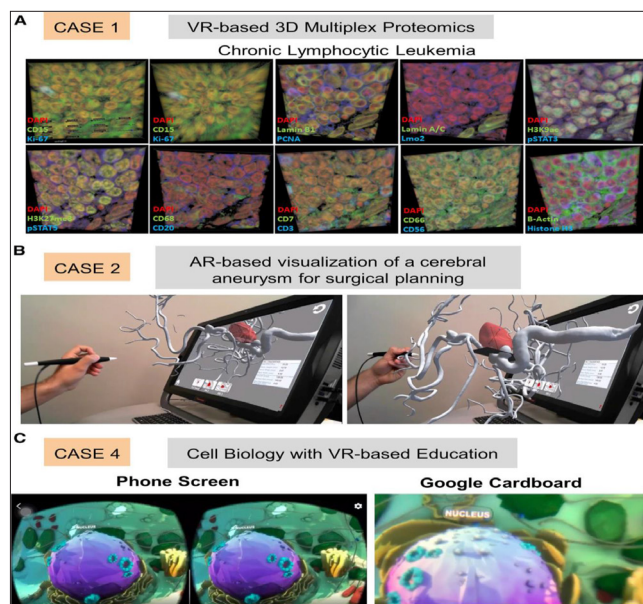 A
CASE 1
VR-based 3D Multiplex Proteomics
Chronic Lymphocytic Leukemia
DAPI
CD15
Ki-67
DAPI
CD15
Ki-67
DAPI
Lamin B1
PCNA
DAPI
Lamin A/C
Lmo2
DAPI
H3K9ac
pSTAT3
DAPI
H3K27me3
pSTAT5
DAPI
CD68
CD20
DAPI
CD7
CD3
DAPI
CD66
CD56
DAPI
B-Actin
Histone H3
B
CASE 2
AR-based visualization of a cerebral
aneurysm for surgical planning
C
CASE 4
Cell Biology with VR-based Education
Phone Screen
Google Cardboard
NUCLEUS
NUCLEUS
NUCLEUS